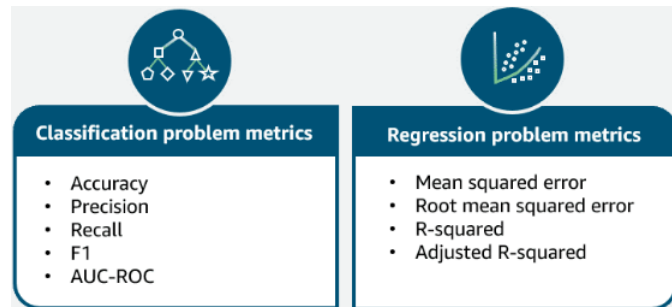 Classification problem metrics
• Accuracy
• Precision
• Recall
• F1
• AUC-ROC
Regression problem metrics
• Mean squared error
• Root mean squared error
• R-squared
• Adjusted R-squared